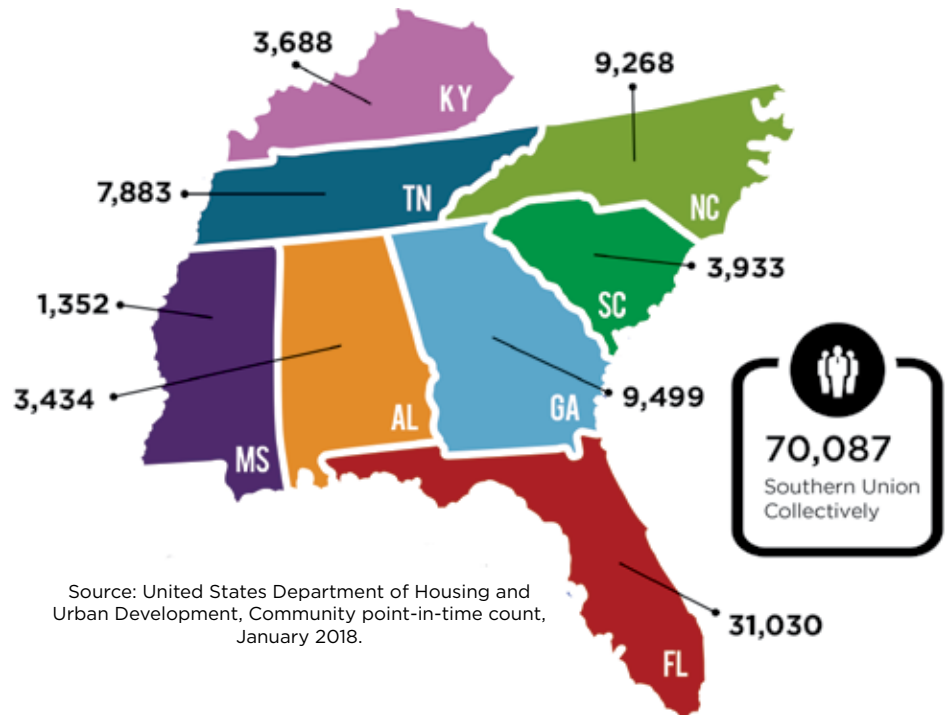 3,688
KY
9,268
NC
7,883
TN
3,933
SC
1,352
MS
3,434
AL
9,499
GA
70,087
Southern Union
Collectively
31,030
FL
Source: United States Department of Housing and
Urban Development, Community point-in-time count,
January 2018.